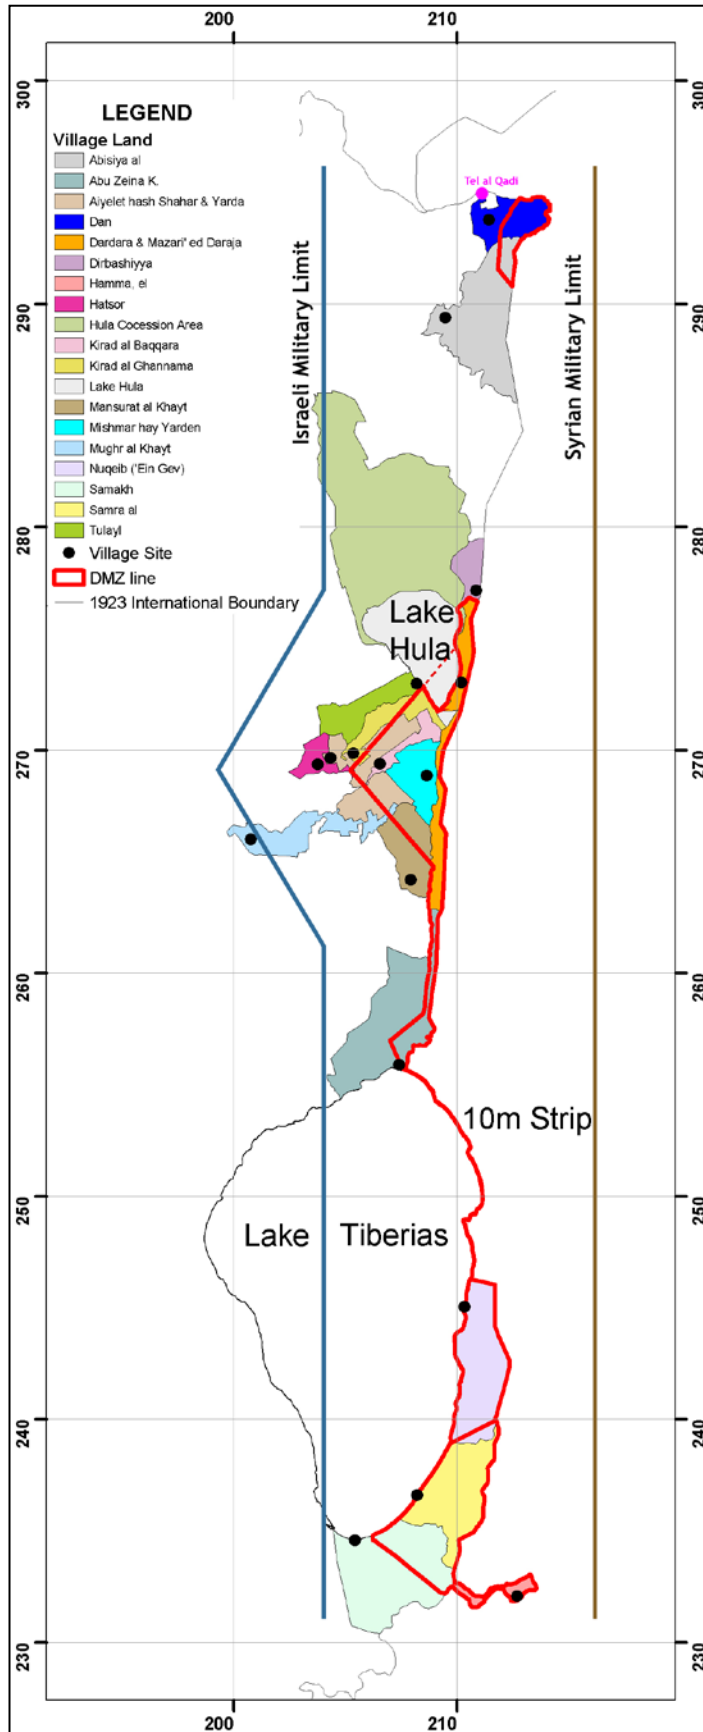 200 210
300 300
LEGEND
Village Land
Abisiya al
Abu Zeina K.
Aiyelet hash Shahar & Yarda
Dan
Dardara & Mazari' ed Daraja
Dirbashiyya
Hamma, el
Hatsor
Hula Cocession Area
Kirad al Baqqara
Kirad al Ghannama
Lake Hula
Mansurat al Khayt
Mishmar hay Yarden
Mughr al Khayt
Nuqeib ('Ein Gev)
Samakh
Samra al
Tulayl
Village Site
DMZ line
1923 International Boundary
Tel al Qadi
Israeli Military Limit
Syrian Military Limit
290 290
280 280
Lake
Hula
270 270
260 260
10m Strip
250 250
Lake Tiberias
240 240
230 230
200 210